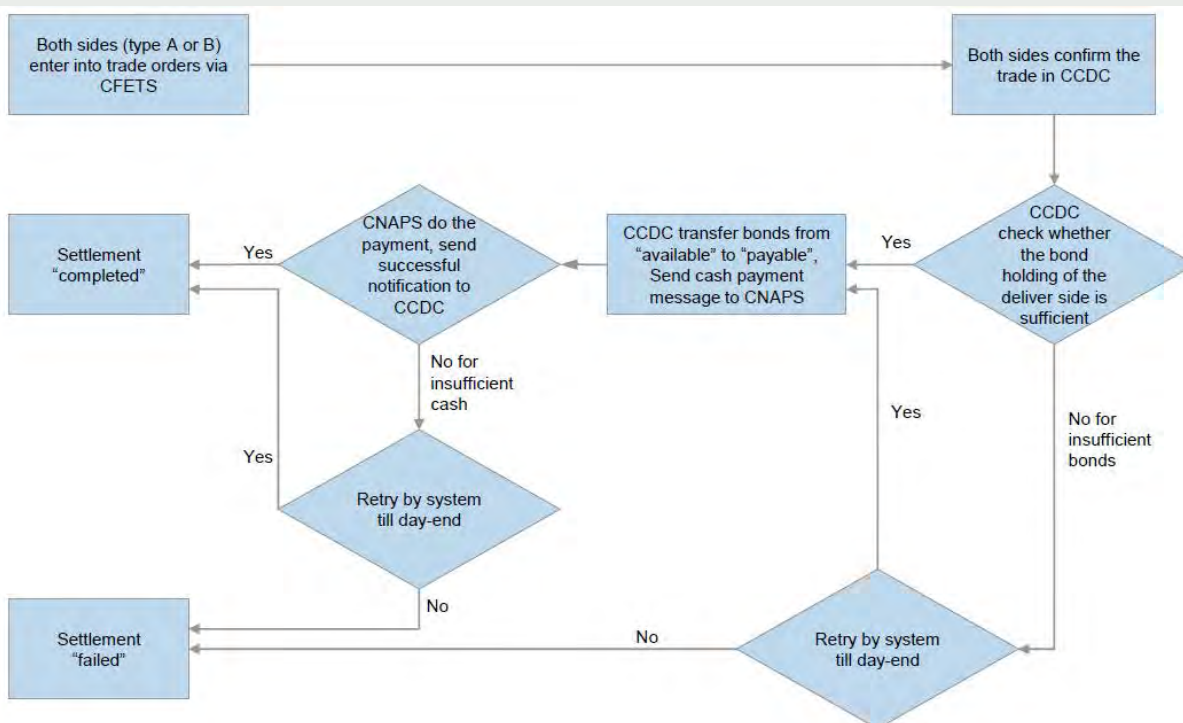 Both sides (type A or B)
enter into trade orders via
CFETS
Both sides confirm the
trade in CCDC
CCDC
check whether
the bond
holding of the
deliver side is
sufficient
Yes
CCDC transfer bonds from
“available” to “payable”,
Send cash payment
message to CNAPS
CNAPS do the
payment, send
successful
notification to
CCDC
Yes
Settlement
“completed”
No for
insufficient
cash
Yes
Retry by system
till day-end
No
Yes
No for
insufficient
bonds
Retry by system
till day-end
No
Settlement
“failed”